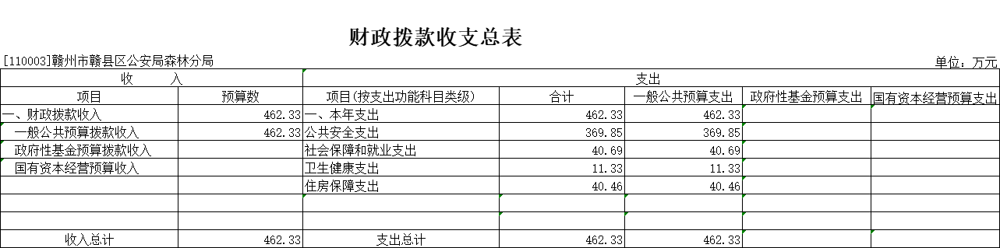 财政拨款收支总表
[110003]赣州市赣县区公安局森林分局 单位：万元
收 入 支出
项目 预算数 项目(按支出功能科目类级) 合计 一般公共预算支出 政府性基金预算支出 国有资本经营预算支出
一、财政拨款收入 462.33 一、本年支出 462.33 462.33
一般公共预算拨款收入 462.33 公共安全支出 369.85 369.85
政府性基金预算拨款收入 社会保障和就业支出 40.69 40.69
国有资本经营预算收入 卫生健康支出 11.33 11.33
住房保障支出 40.46 40.46
收入总计 462.33 支出总计 462.33 462.33